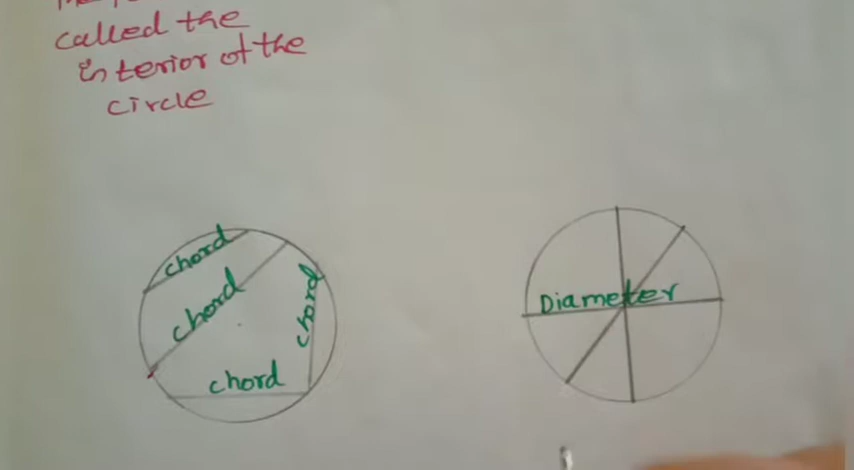 called the
interior of the
circle
chord
chord
chord
chord
Diameter